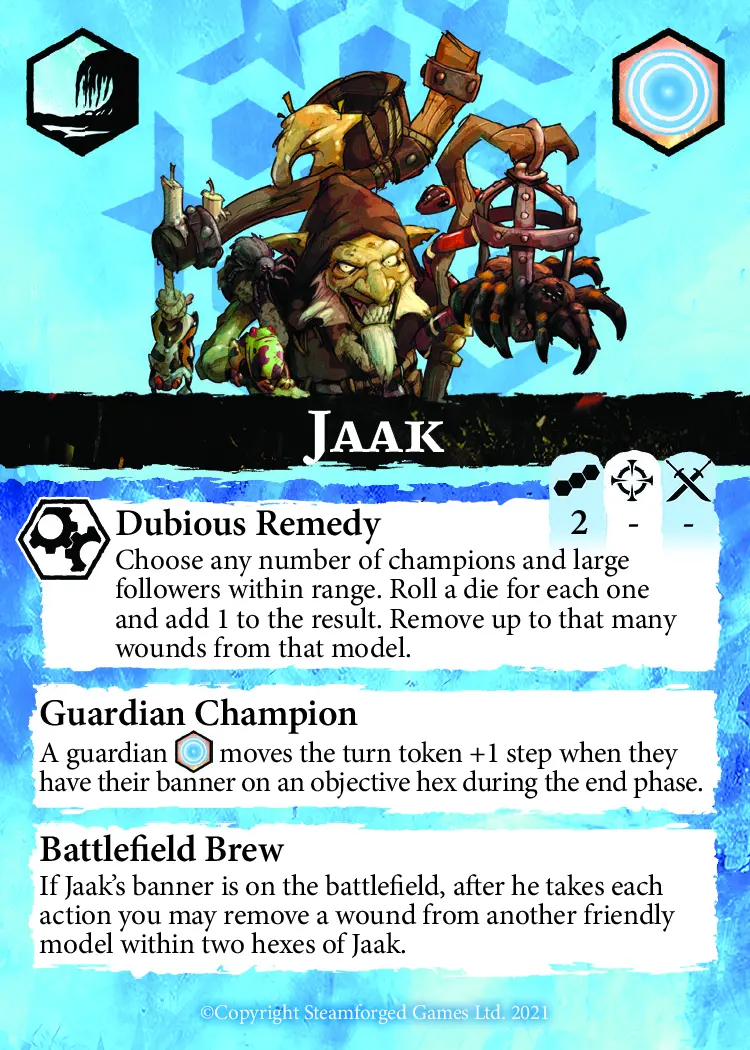 Jaak
2 - -
Dubious Remedy
Choose any number of champions and large
followers within range. Roll a die for each one
and add 1 to the result. Remove up to that many
wounds from that model.
Guardian Champion
A guardian moves the turn token +1 step when they
have their banner on an objective hex during the end phase.
Battlefield Brew
If Jaak’s banner is on the battlefield, after he takes each
action you may remove a wound from another friendly
model within two hexes of Jaak.
©Copyright Steamforged Games Ltd. 2021